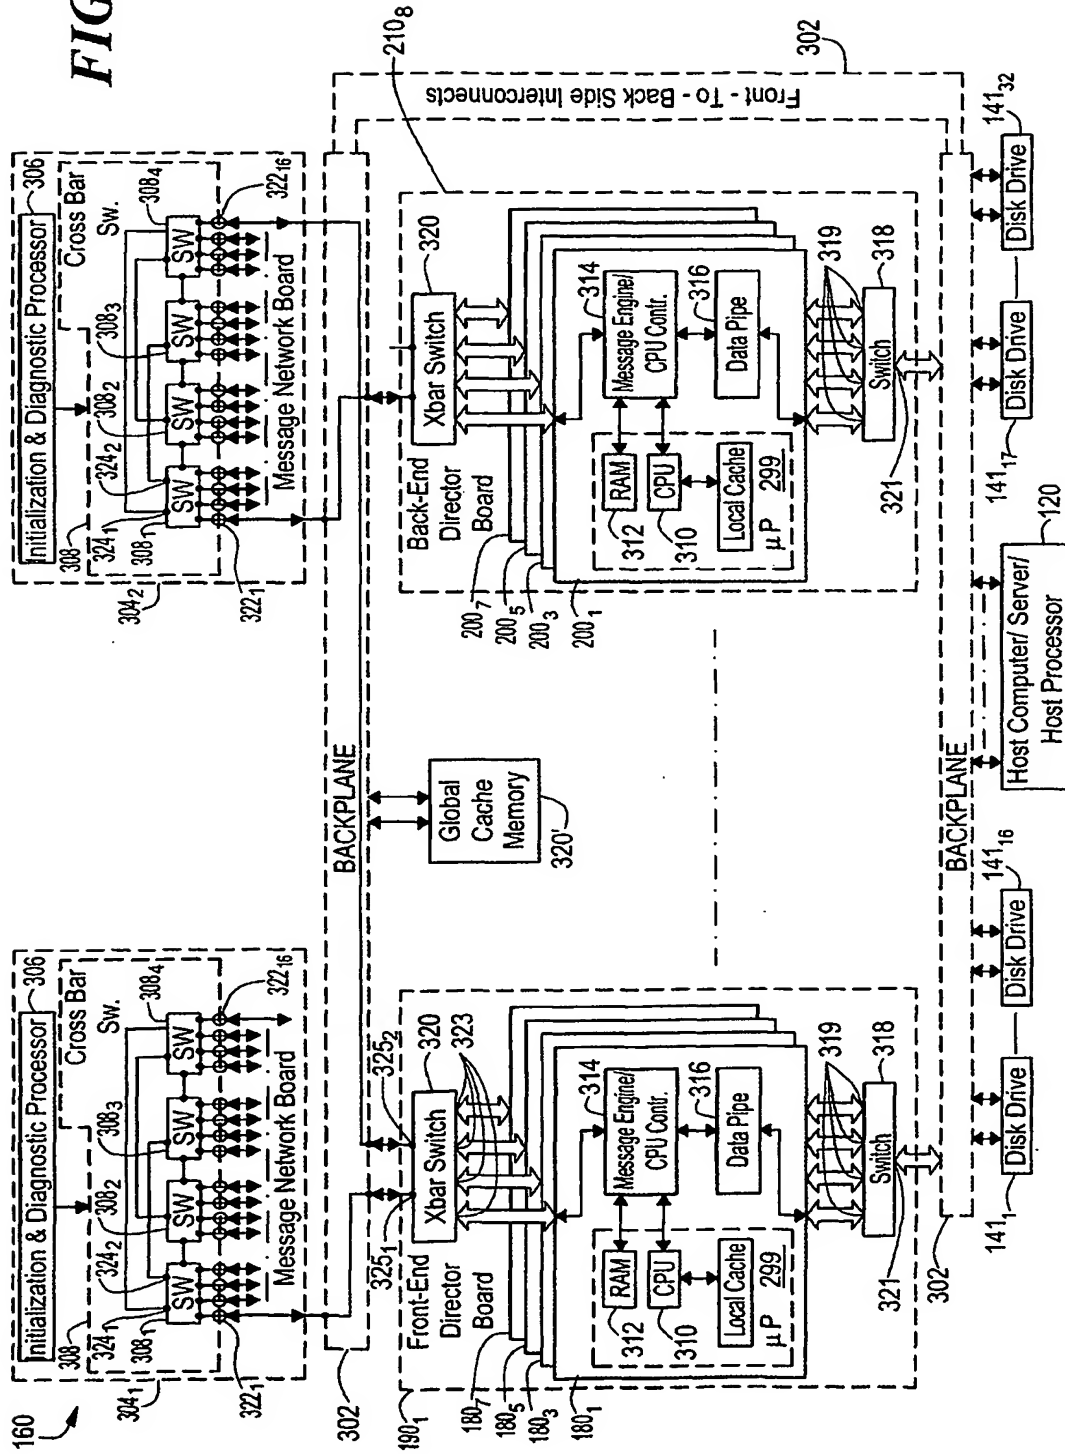 FIG
160
304₁
308
Initialization & Diagnostic Processor
306
Cross Bar
Sw.
324₁
308₁
324₂
308₂
308₃
308₄
SW
SW
SW
SW
322₁
322₁₆
Message Network Board
304₂
308
Initialization & Diagnostic Processor
306
Cross Bar
Sw.
324₁
308₁
324₂
308₂
308₃
308₄
SW
SW
SW
SW
322₁
322₁₆
Message Network Board
302
BACKPLANE
Global
Cache
Memory
320'
302
Front - To - Back Side Interconnects
190₁
Front-End
Director
Board
325₁
325₂
Xbar Switch
320
323
180₇
180₅
180₃
180₁
Message Engine/
CPU Contr.
314
316
Data Pipe
RAM
312
CPU
310
Local Cache
µP
299
319
318
Switch
321
210₈
Back-End
Director
Board
Xbar Switch
320
200₇
200₅
200₃
200₁
Message Engine/
CPU Contr.
314
316
Data Pipe
RAM
312
CPU
310
Local Cache
µP
299
319
318
Switch
321
302
BACKPLANE
141₁
Disk Drive
141₁₆
Disk Drive
Host Computer/ Server/
Host Processor
120
141₁₇
Disk Drive
141₃₂
Disk Drive